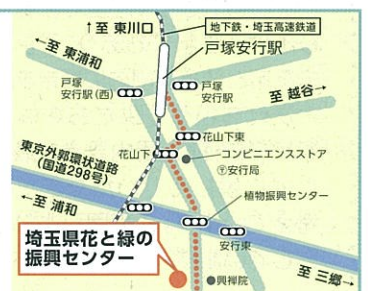 ↑至 東川口
地下鉄・埼玉高速鉄道
戸塚安行駅
←至 東浦和
戸塚
安行駅(西)
戸塚
安行駅
至 越谷→
花山下東
花山下
コンビニエンスストア
〒安行局
東京外郭環状道路
(国道298号)
植物振興センター
←至 浦和
安行東
埼玉県花と緑の
振興センター
興禅院
至 三郷→